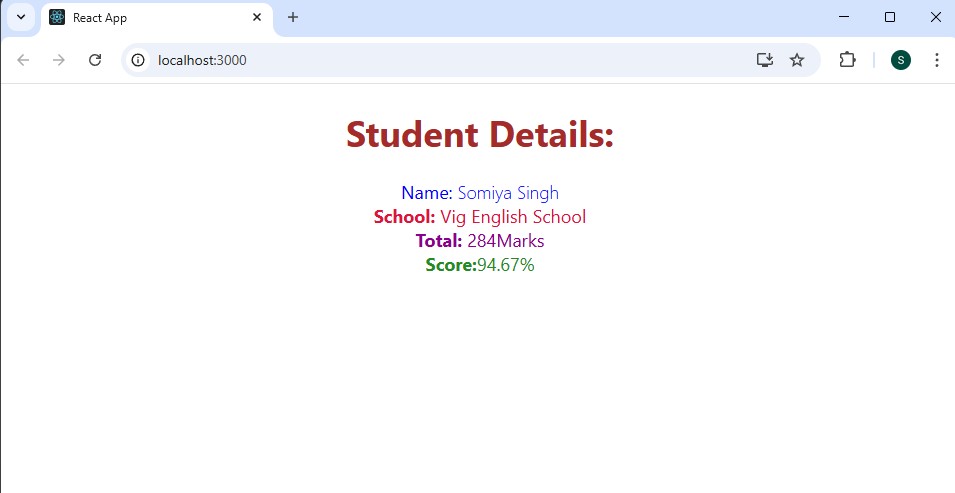 React App
localhost:3000
S
Student Details:
Name: Somiya Singh
School: Vig English School
Total: 284Marks
Score:94.67%